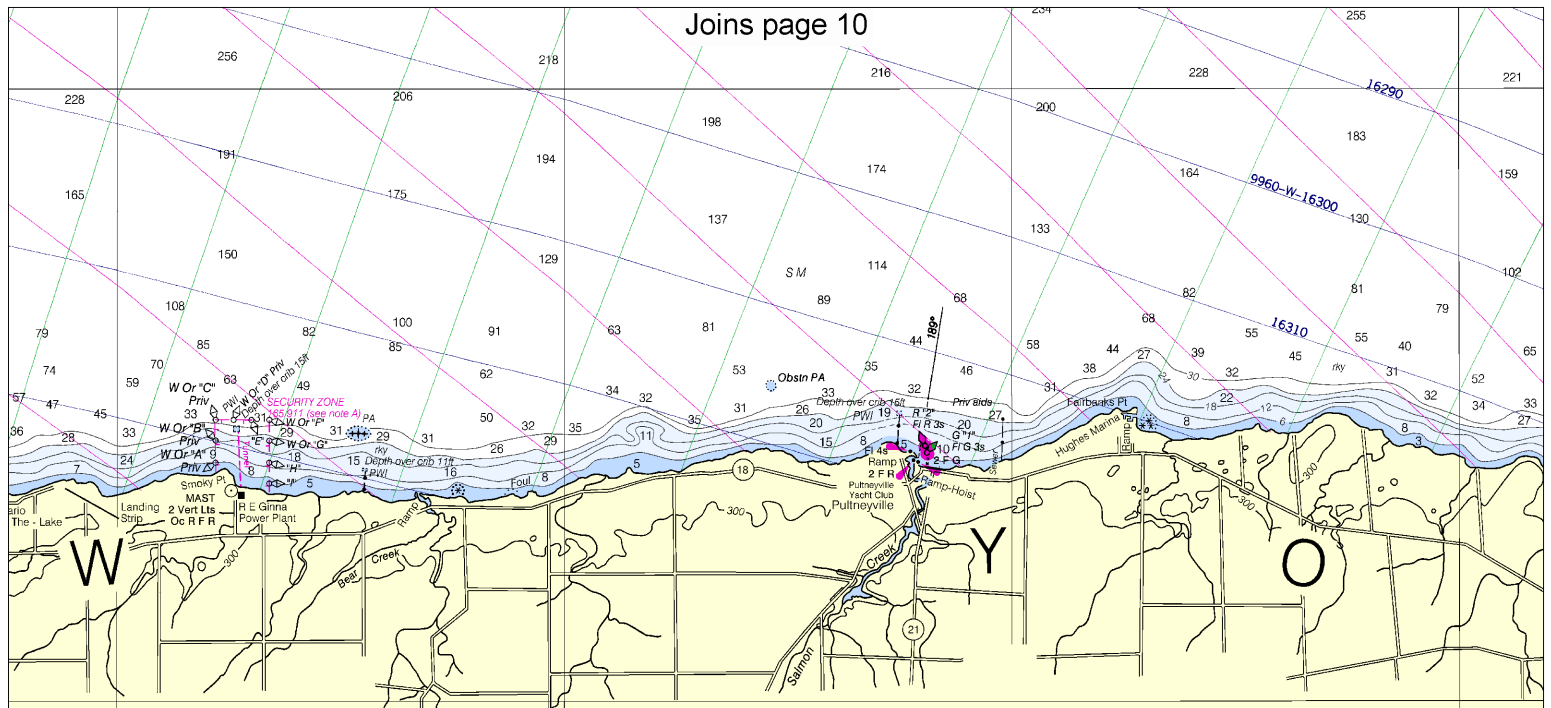 Joins page 10
234
255
256
218
216
228
221
16290
228
206
200
198
183
191
194
174
164
159
165
175
9960-W-16300
137
130
133
150
129
114
S M
102
108
89
82
81
68
79
82
100
91
63
81
44
189°
68
16310
79
85
85
58
55
55
40
65
74
70
62
53
35
46
44
27
39
45
59
63
49
W Or "D" Priv
Depth over crib 15ft
Obstn PA
38
32
rky
31
52
W Or "C"
Priv
PWI
34
32
31
30
24
57
47
45
33
SECURITY ZONE
165.911 (see note A)
32
31
26
Depth over crib 15ft
32
Priv aids
31
Fairbanks Pt
22
18
12
6
32
34
33
27
31
W Or "F"
PA
50
35
35
20
PWI
19
R "2"
Fl R 3s
27
20
36
28
33
W Or "B"
Priv
"E"
29
31
29
31
26
29
11
15
8
G "1"
Fl G 3s
Hughes Marina
Ramp
8
8
3
W Or "G"
rky
24
W Or "A"
Priv
9
18
15
Depth over crib 11ft
PWI
Fl 4s
5
10
Sewer
7
8
"H"
16
5
18
Ramp
2 F G
Tunnel
Smoky Pt
"I"
5
Foul
8
2 F R
Ramp-Hoist
MAST
2 Vert Lts
Oc R F R
R E Ginna
Power Plant
Landing
Strip
ario
The - Lake
Ramp
Pultneyville
Yacht Club
Pultneyville
300
300
300
300
W
Y
O
Bear Creek
Salmon Creek
21